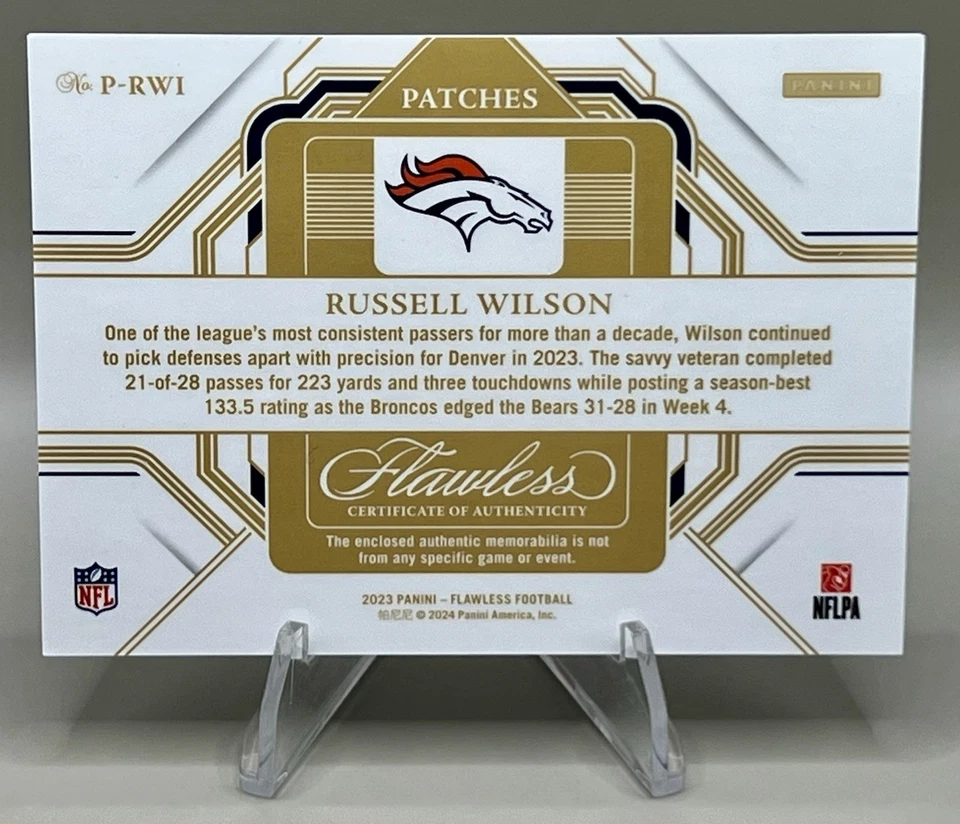 No. P-RWI
PANINI
PATCHES
RUSSELL WILSON
One of the league's most consistent passers for more than a decade, Wilson continued
to pick defenses apart with precision for Denver in 2023. The savvy veteran completed
21-of-28 passes for 223 yards and three touchdowns while posting a season-best
133.5 rating as the Broncos edged the Bears 31-28 in Week 4.
Flawless
CERTIFICATE OF AUTHENTICITY
The enclosed authentic memorabilia is not
from any specific game or event.
NFL
NFLPA
2023 PANINI – FLAWLESS FOOTBALL
帕尼尼 © 2024 Panini America, Inc.